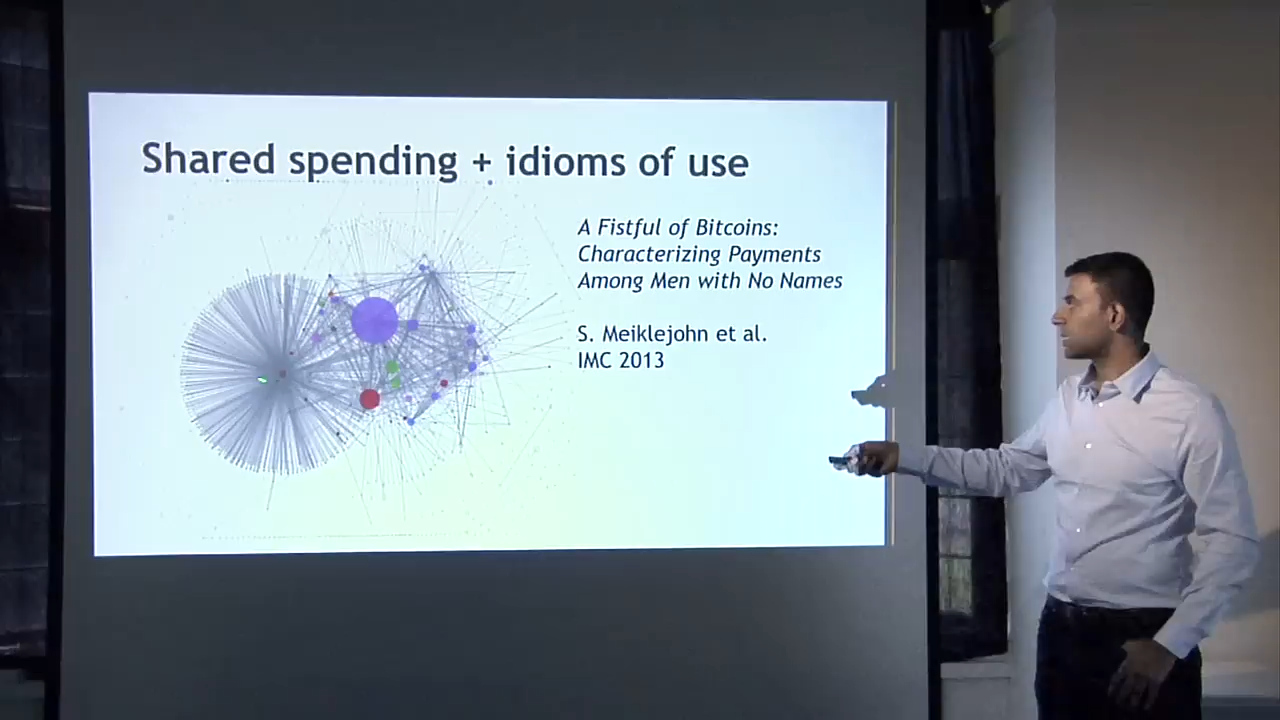 Shared spending + idioms of use
A Fistful of Bitcoins:
Characterizing Payments
Among Men with No Names
S. Meiklejohn et al.
IMC 2013